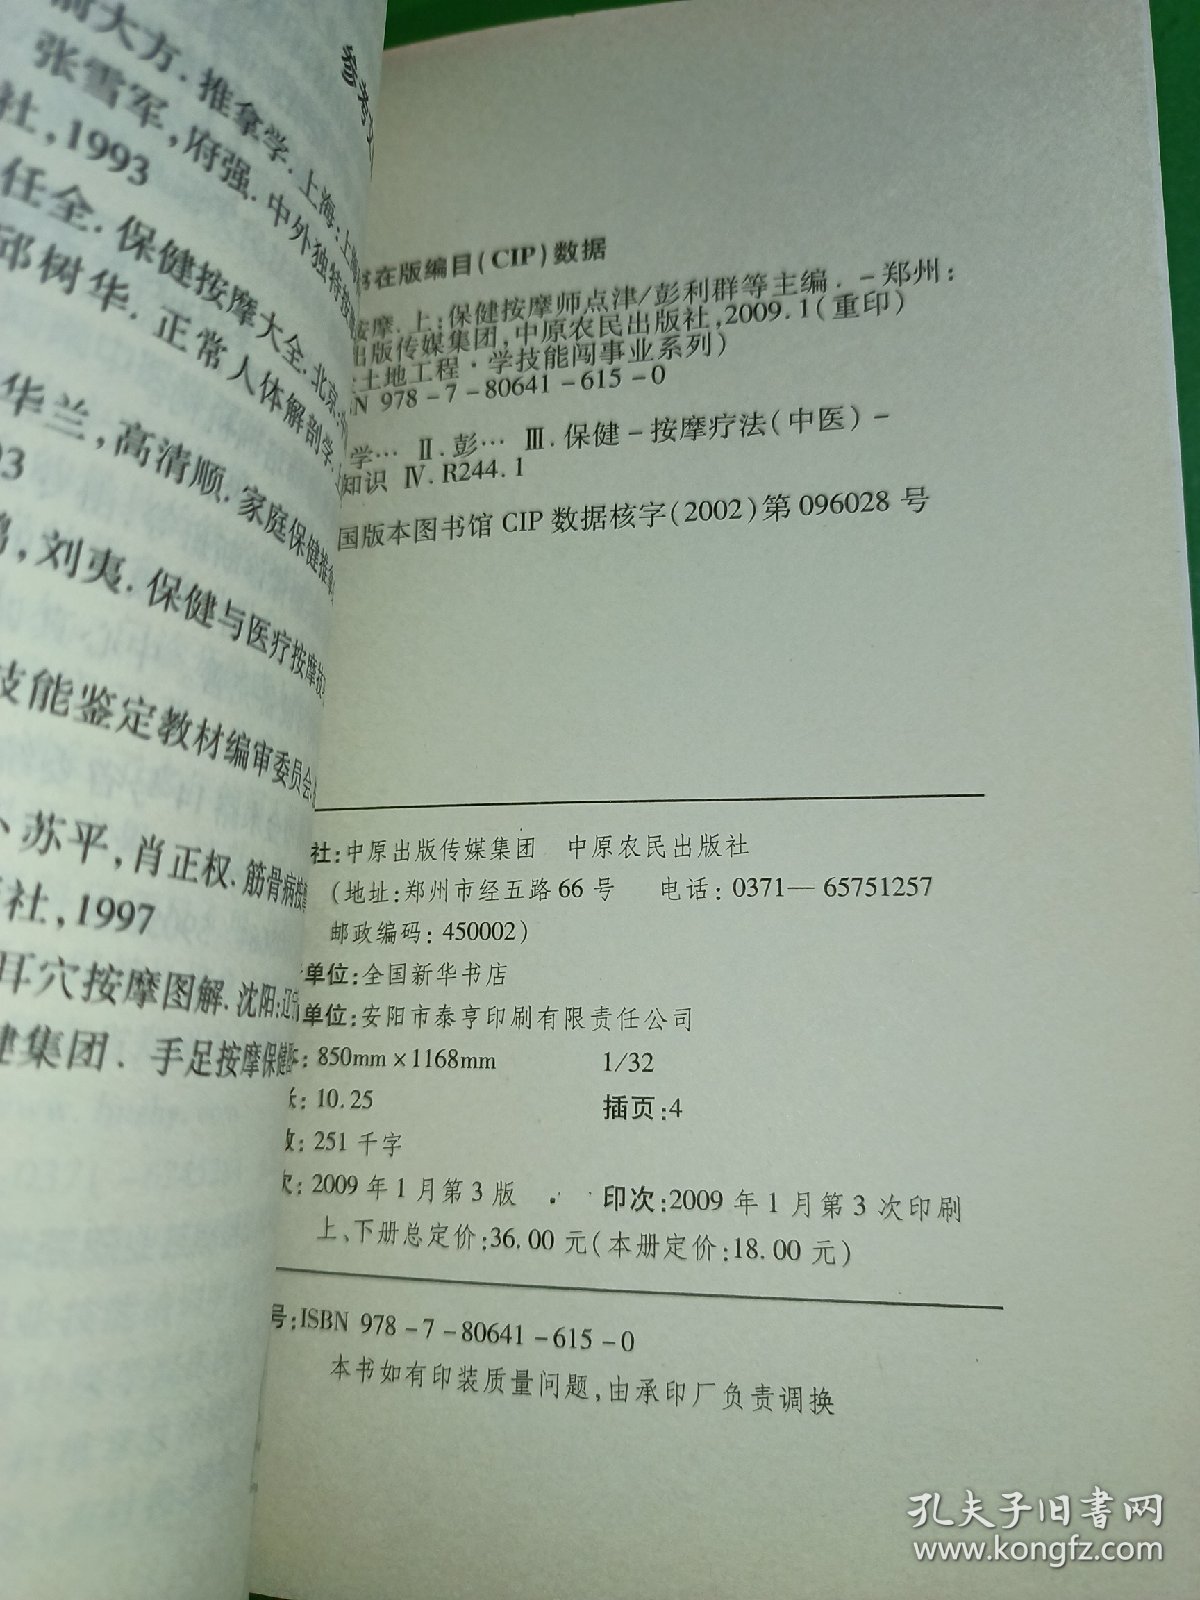 参考
大方. 推拿学. 上海:上
张雪军,府强. 中外独特
社,1993
任全. 保健按摩大全. 北京:
邱树华. 正常人体解剖学.
华兰,高清顺. 家庭保健推拿
93
,刘夷. 保健与医疗按摩
技能鉴定教材编审委员会.
苏平,肖正权. 筋骨病按摩
社,1997
耳穴按摩图解. 沈阳:辽宁
健集团. 手足按摩保健
书在版编目(CIP)数据
按摩.上:保健按摩师点津/彭利群等主编. -郑州:
出版传媒集团,中原农民出版社,2009.1(重印)
土地工程·学技能闯事业系列)
N 978-7-80641-615-0
学… Ⅱ.彭… Ⅲ.保健-按摩疗法(中医)-
知识 Ⅳ.R244.1
国版本图书馆 CIP 数据核字(2002)第 096028 号
社:中原出版传媒集团 中原农民出版社
(地址:郑州市经五路 66 号 电话:0371—65751257
邮政编码:450002)
单位:全国新华书店
单位:安阳市泰亨印刷有限责任公司
:850mm×1168mm 1/32
:10.25 插页:4
数:251 千字
次:2009 年 1 月第 3 版 印次:2009 年 1 月第 3 次印刷
上、下册总定价:36.00 元(本册定价:18.00 元)
号:ISBN 978-7-80641-615-0
本书如有印装质量问题,由承印厂负责调换
孔夫子旧书网
www.kongfz.com